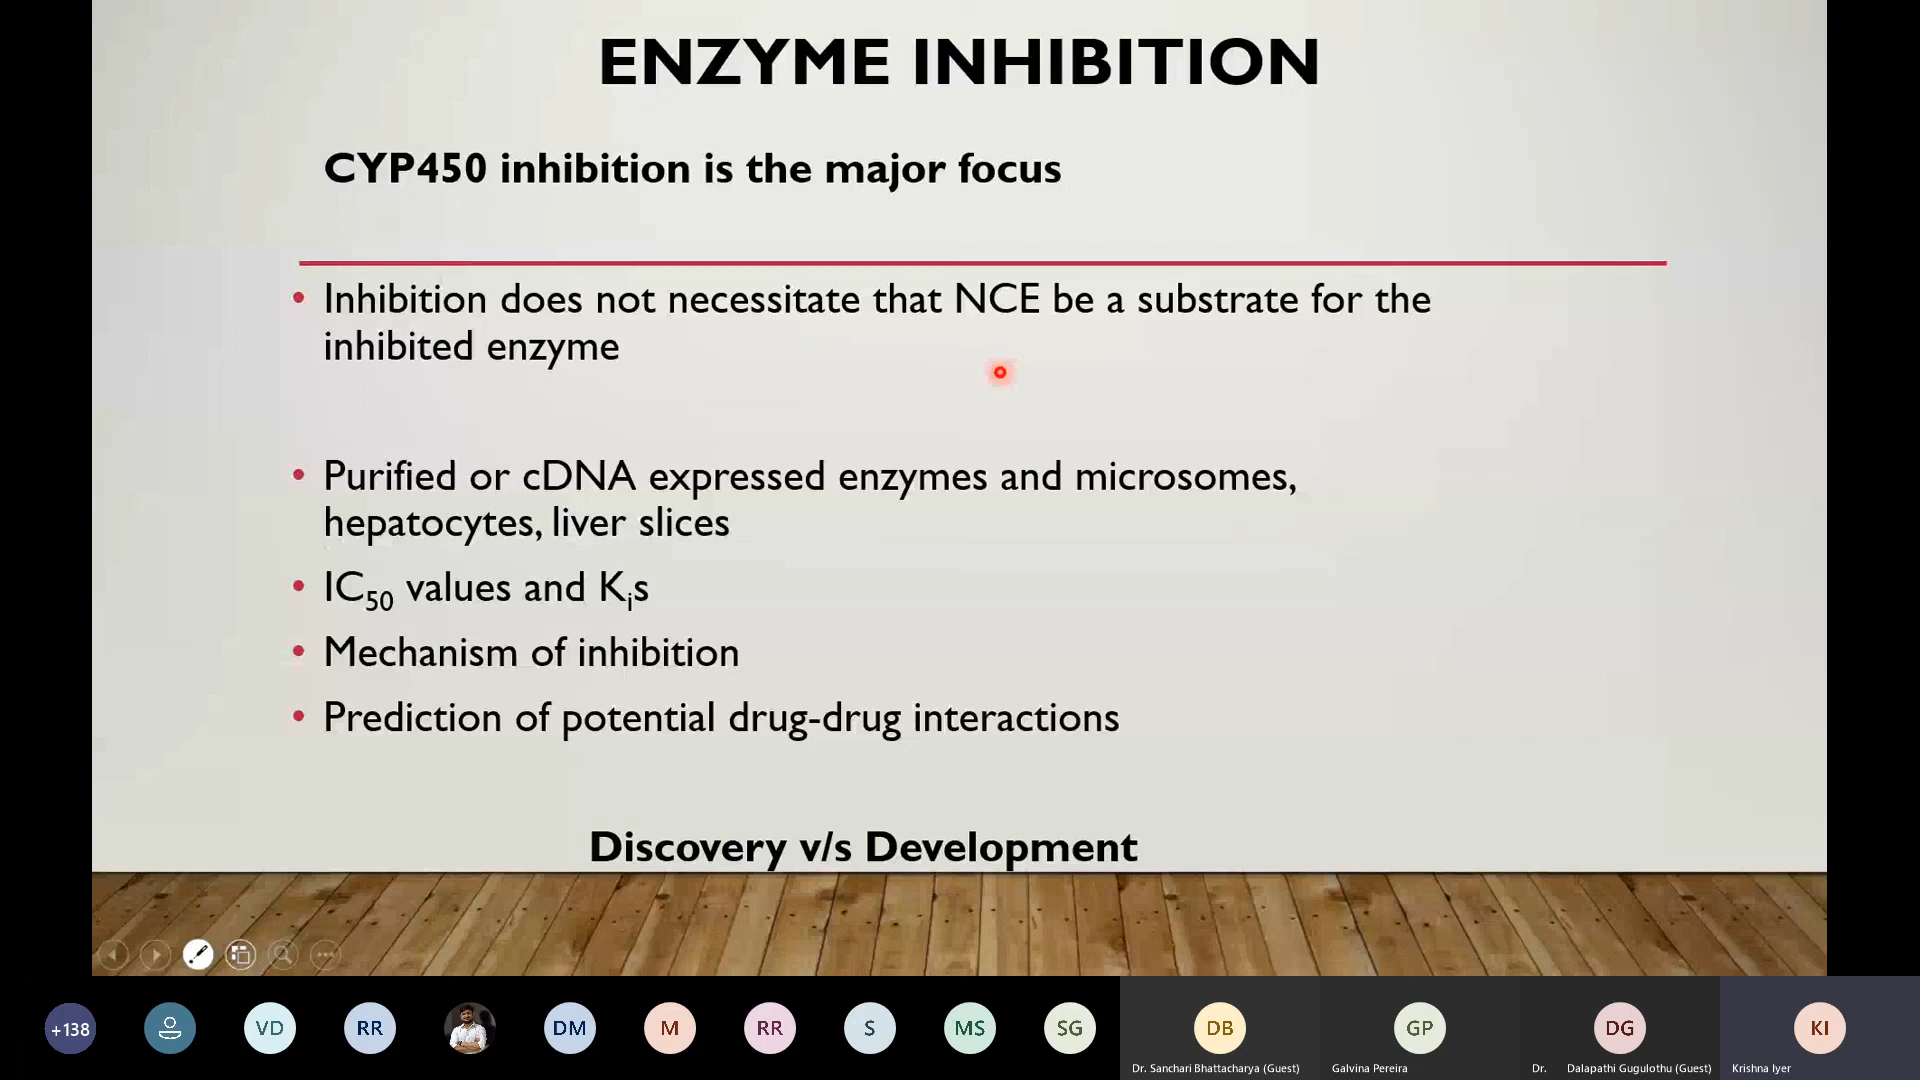 ENZYME INHIBITION
CYP450 inhibition is the major focus
• Inhibition does not necessitate that NCE be a substrate for the
inhibited enzyme
• Purified or cDNA expressed enzymes and microsomes,
hepatocytes, liver slices
• IC50 values and Kis
• Mechanism of inhibition
• Prediction of potential drug-drug interactions
Discovery v/s Development
+138
VD
RR
DM
M
RR
S
MS
SG
DB
GP
DG
KI
Dr. Sanchari Bhattacharya (Guest)
Galvina Pereira
Dr. Dalapathi Gugulothu (Guest)
Krishna Iyer